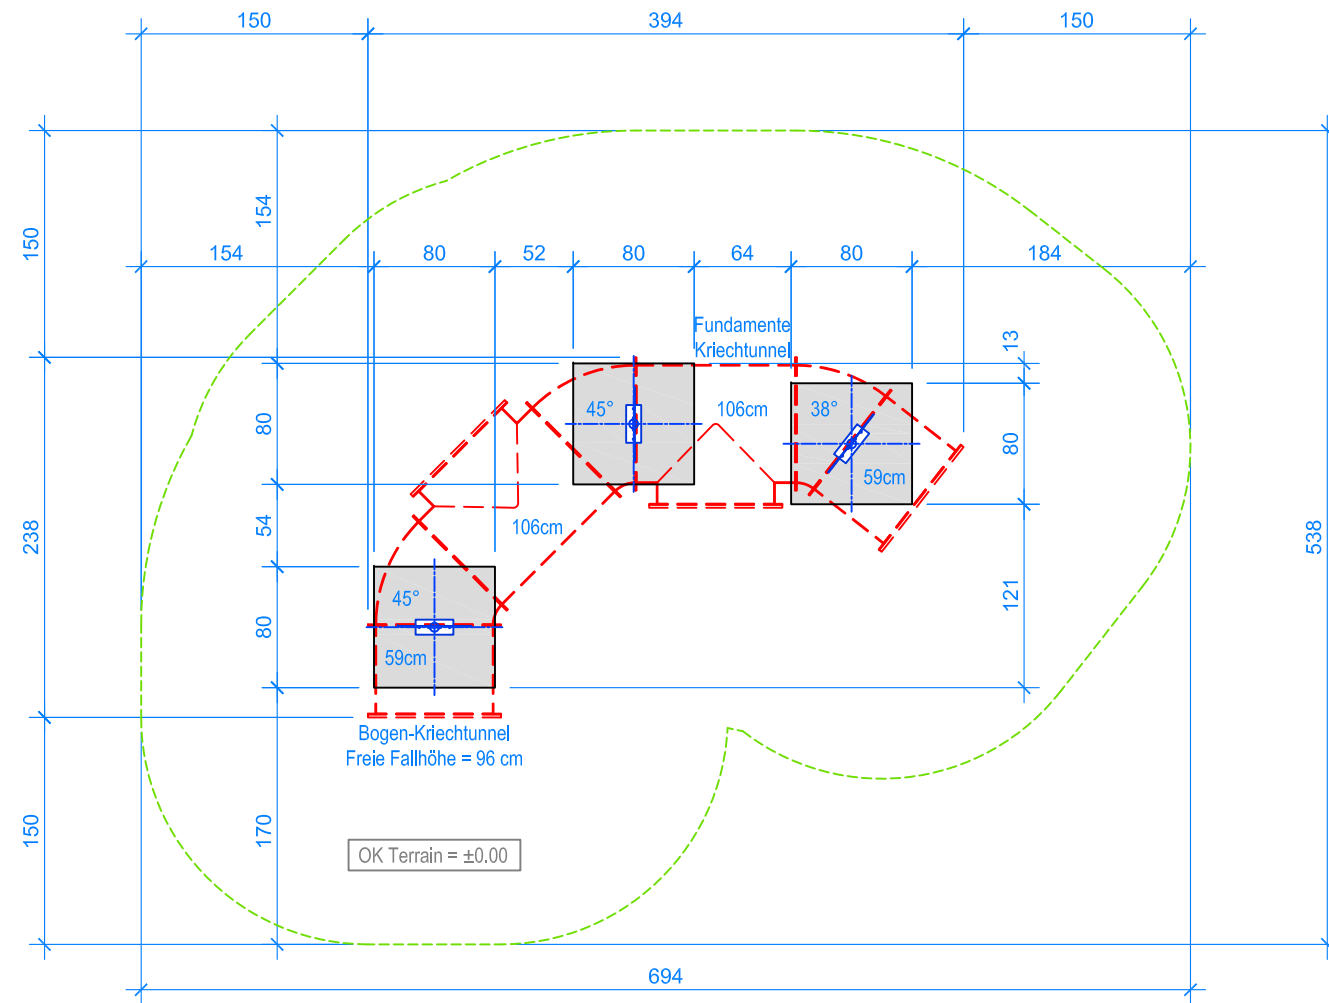 150
394
150
154
150
154
80
52
80
64
80
184
Fundamente
Kriechtunnel
13
45°
106cm
38°
80
80
59cm
106cm
54
238
538
45°
121
80
59cm
Bogen-Kriechtunnel
Freie Fallhöhe = 96 cm
150
170
OK Terrain = ±0.00
694